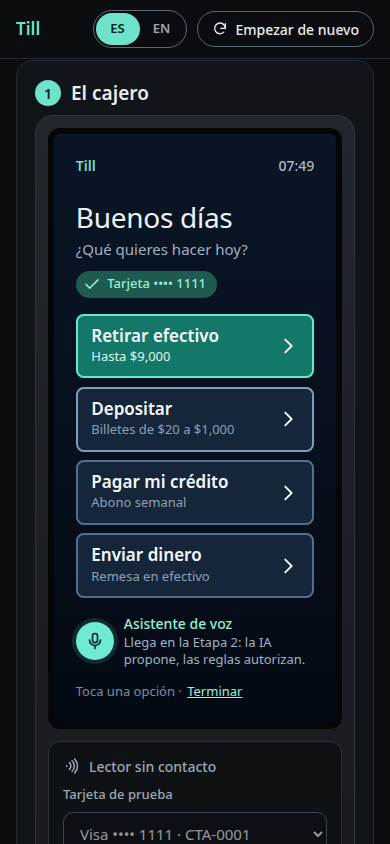 Till
ES
EN
Empezar de nuevo
1
El cajero
Till
07:49
Buenos días
¿Qué quieres hacer hoy?
Tarjeta •••• 1111
Retirar efectivo
Hasta $9,000
Depositar
Billetes de $20 a $1,000
Pagar mi crédito
Abono semanal
Enviar dinero
Remesa en efectivo
Asistente de voz
Llega en la Etapa 2: la IA
propone, las reglas autorizan.
Toca una opción · Terminar
Lector sin contacto
Tarjeta de prueba
Visa •••• 1111 · CTA-0001